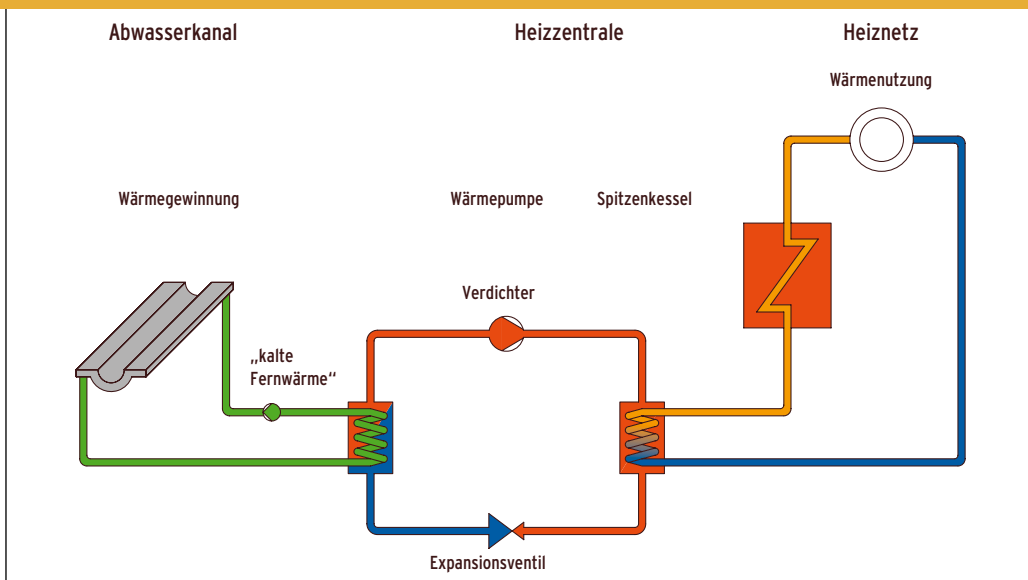 Abwasserkanal
Heizzentrale
Heiznetz
Wärmenutzung
Wärmegewinnung
Wärmepumpe
Spitzenkessel
Verdichter
„kalte
Fernwärme“
Expansionsventil